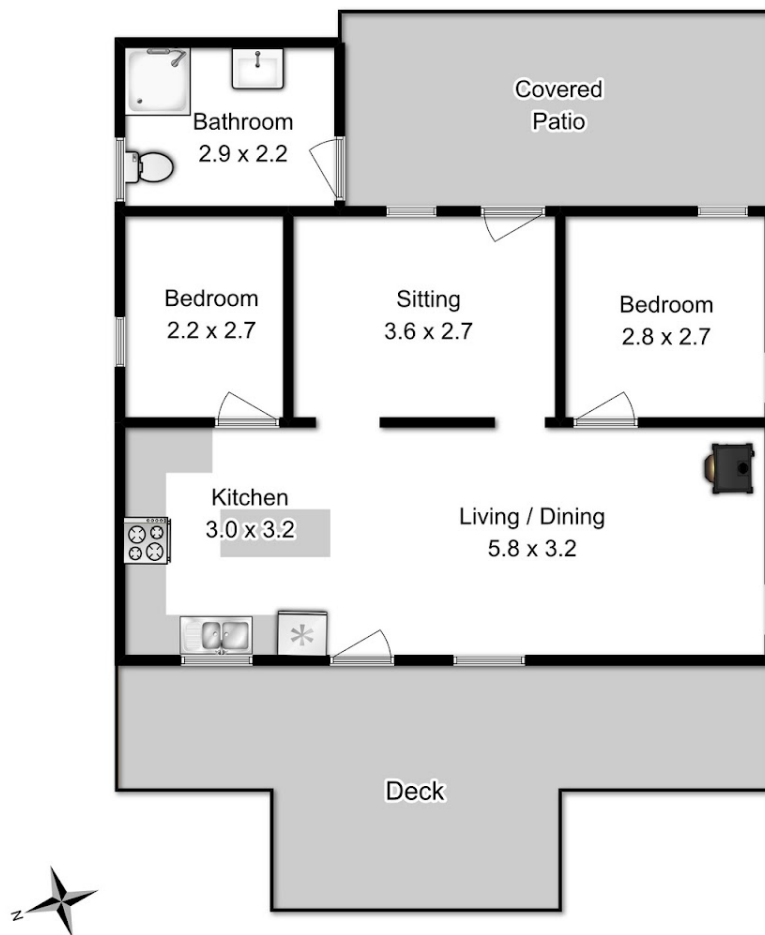 Covered
Patio
Bathroom
2.9 x 2.2
Bedroom
2.2 x 2.7
Sitting
3.6 x 2.7
Bedroom
2.8 x 2.7
Kitchen
3.0 x 3.2
Living / Dining
5.8 x 3.2
Deck
N